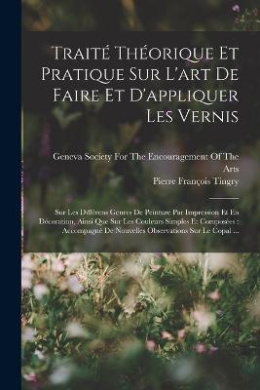 Traité Théorique Et
Pratique Sur L'art De
Faire Et D'appliquer
Les Vernis
Geneva Society For The Encouragement Of The
Arts
Pierre François Tingry
Sur Les Différens Genres De Peinture Par Impression Et En
Décoration, Ainsi Que Sur Les Couleurs Simples Et Composées :
Accompagné De Nouvelles Observations Sur Le Copal ...